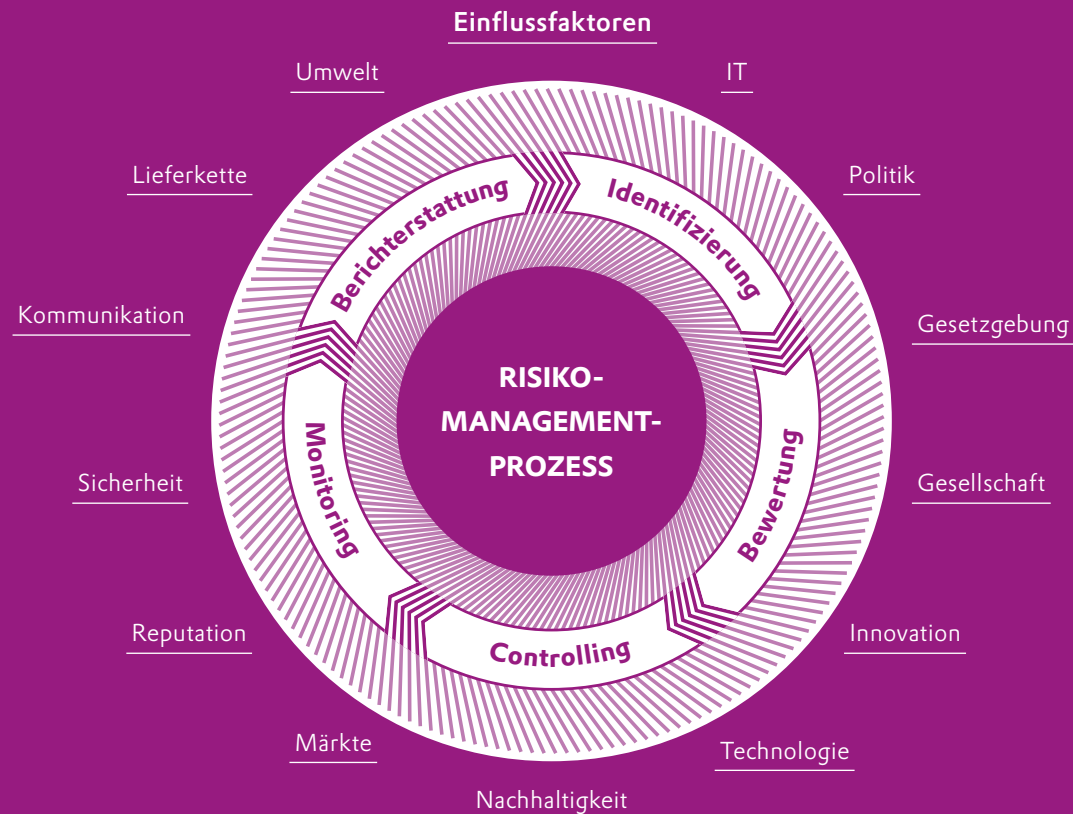 Einflussfaktoren
Umwelt
IT
Lieferkette
Politik
Berichterstattung
Identifizierung
Kommunikation
Gesetzgebung
RISIKO-
MANAGEMENT-
PROZESS
Monitoring
Bewertung
Sicherheit
Gesellschaft
Reputation
Innovation
Controlling
Märkte
Technologie
Nachhaltigkeit